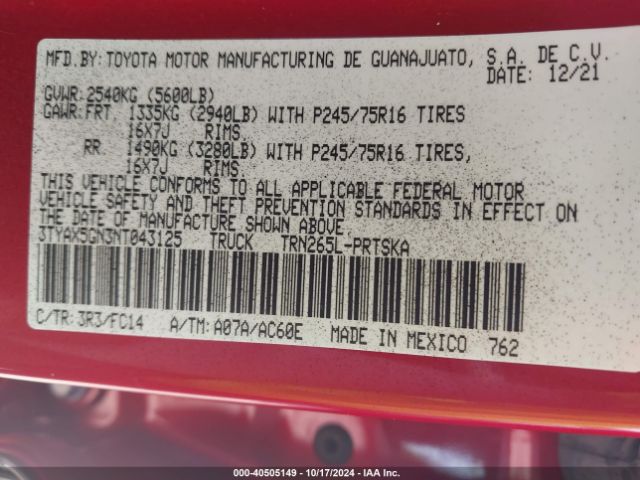 MFD.BY: TOYOTA MOTOR MANUFACTURING DE GUANAJUATO, S.A. DE C.V.
DATE: 12/21
GVWR: 2540KG (5600LB)
GAWR: FRT. 1335KG (2940LB) WITH P245/75R16 TIRES
16X7J RIMS.
RR. 1490KG (3280LB) WITH P245/75R16 TIRES,
16X7J RIMS.
THIS VEHICLE CONFORMS TO ALL APPLICABLE FEDERAL MOTOR
VEHICLE SAFETY AND THEFT PREVENTION STANDARDS IN EFFECT ON
THE DATE OF MANUFACTURE SHOWN ABOVE.
3TYAX5GN3NT043125 TRUCK TRN265L-PRTSKA
C/TR: 3R3/FC14 A/TM: A07A/AC60E MADE IN MEXICO 762
000-40505149 - 10/17/2024 - IAA Inc.